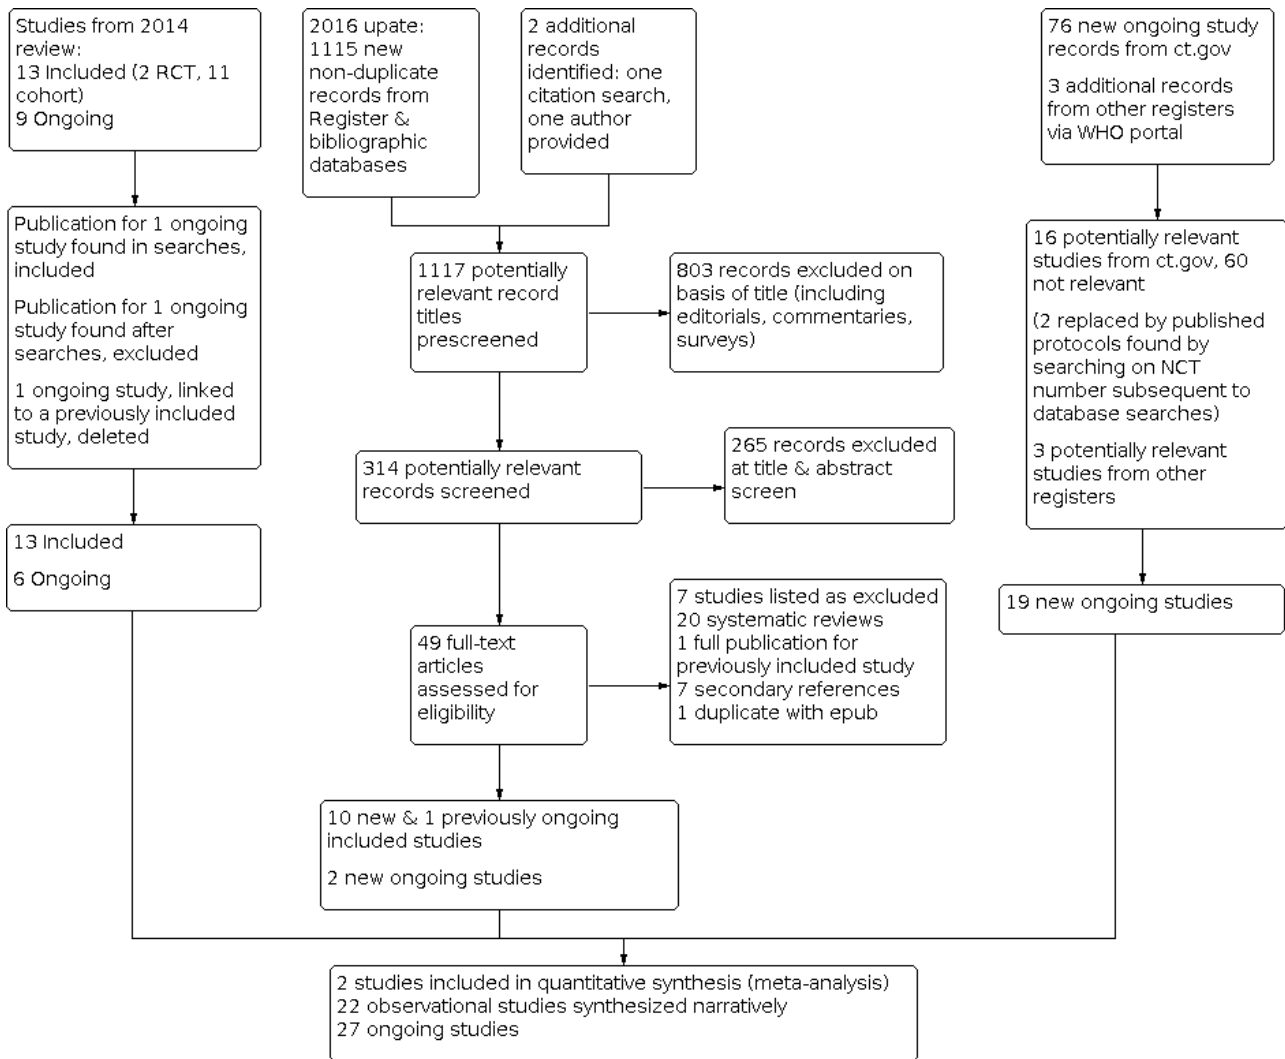 Studies from 2014
review:
13 Included (2 RCT, 11
cohort)
9 Ongoing
2016 upate:
1115 new
non-duplicate
records from
Register &
bibliographic
databases
2 additional
records
identified: one
citation search,
one author
provided
76 new ongoing study
records from ct.gov
3 additional records
from other registers
via WHO portal
Publication for 1 ongoing
study found in searches,
included
Publication for 1 ongoing
study found after
searches, excluded
1 ongoing study, linked
to a previously included
study, deleted
1117 potentially
relevant record
titles
prescreened
803 records excluded on
basis of title (including
editorials, commentaries,
surveys)
16 potentially relevant
studies from ct.gov, 60
not relevant
(2 replaced by published
protocols found by
searching on NCT
number subsequent to
database searches)
3 potentially relevant
studies from other
registers
314 potentially relevant
records screened
265 records excluded
at title & abstract
screen
13 Included
6 Ongoing
49 full-text
articles
assessed for
eligibility
7 studies listed as excluded
20 systematic reviews
1 full publication for
previously included study
7 secondary references
1 duplicate with epub
19 new ongoing studies
10 new & 1 previously ongoing
included studies
2 new ongoing studies
2 studies included in quantitative synthesis (meta-analysis)
22 observational studies synthesized narratively
27 ongoing studies